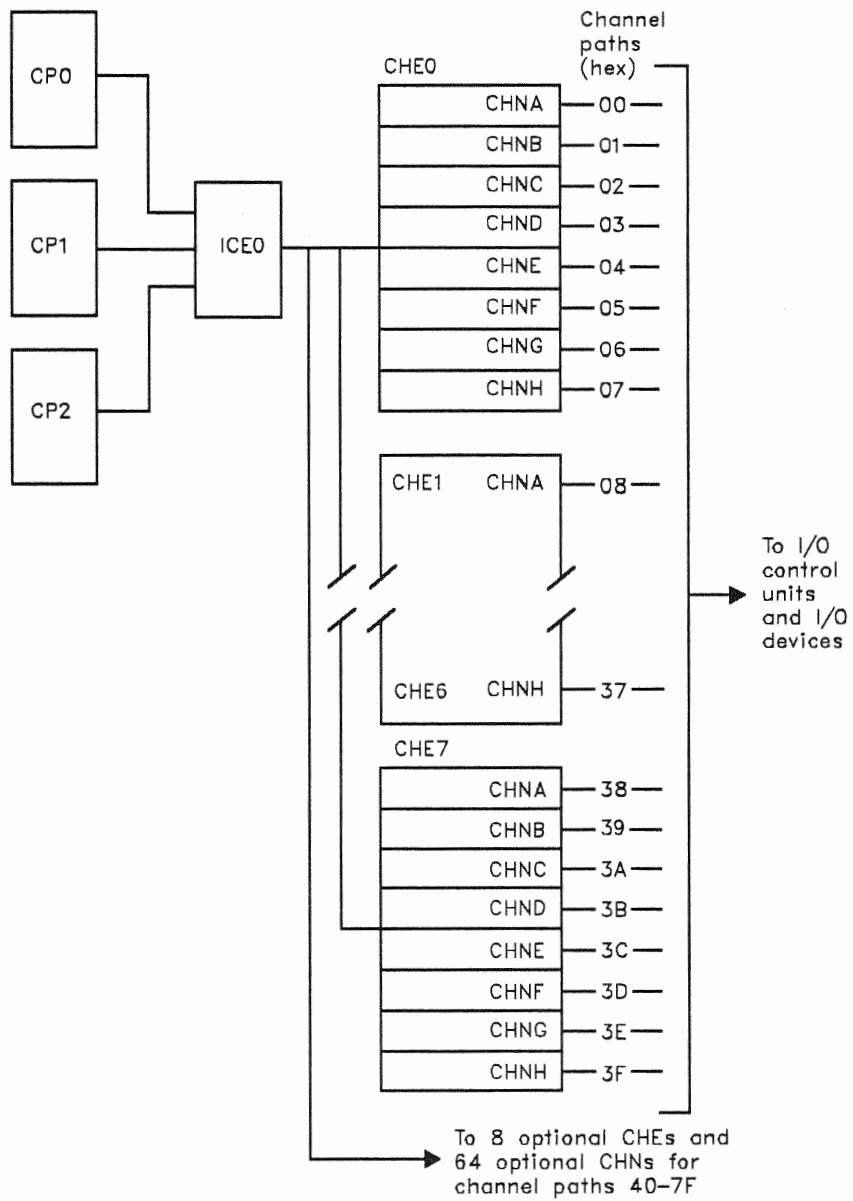 CP0
CP1
CP2
ICE0
Channel
paths
(hex)
CHE0
CHNA 00
CHNB 01
CHNC 02
CHND 03
CHNE 04
CHNF 05
CHNG 06
CHNH 07
CHE1 CHNA 08
CHE6 CHNH 37
CHE7
CHNA 38
CHNB 39
CHNC 3A
CHND 3B
CHNE 3C
CHNF 3D
CHNG 3E
CHNH 3F
To I/O
control
units
and I/O
devices
To 8 optional CHEs and
64 optional CHNs for
channel paths 40-7F